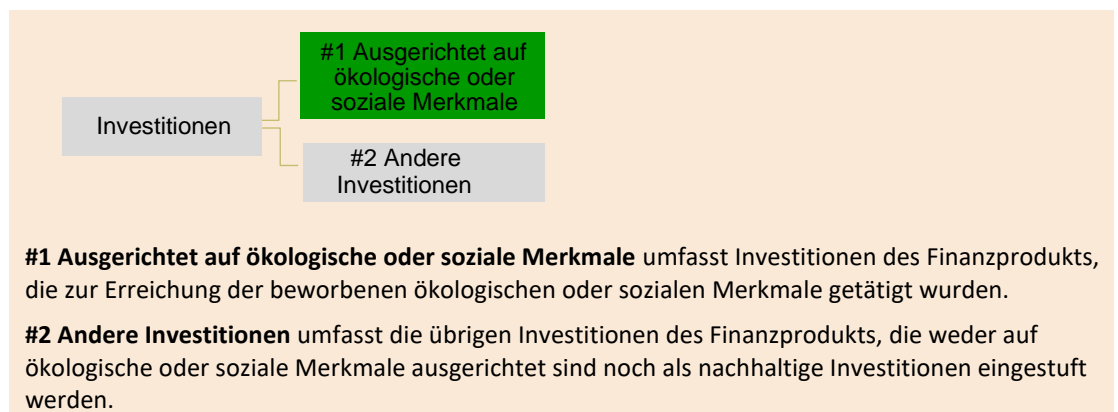 #1 Ausgerichtet auf
ökologische oder
soziale Merkmale
Investitionen
#2 Andere
Investitionen
#1 Ausgerichtet auf ökologische oder soziale Merkmale umfasst Investitionen des Finanzprodukts,
die zur Erreichung der beworbenen ökologischen oder sozialen Merkmale getätigt wurden.
#2 Andere Investitionen umfasst die übrigen Investitionen des Finanzprodukts, die weder auf
ökologische oder soziale Merkmale ausgerichtet sind noch als nachhaltige Investitionen eingestuft
werden.